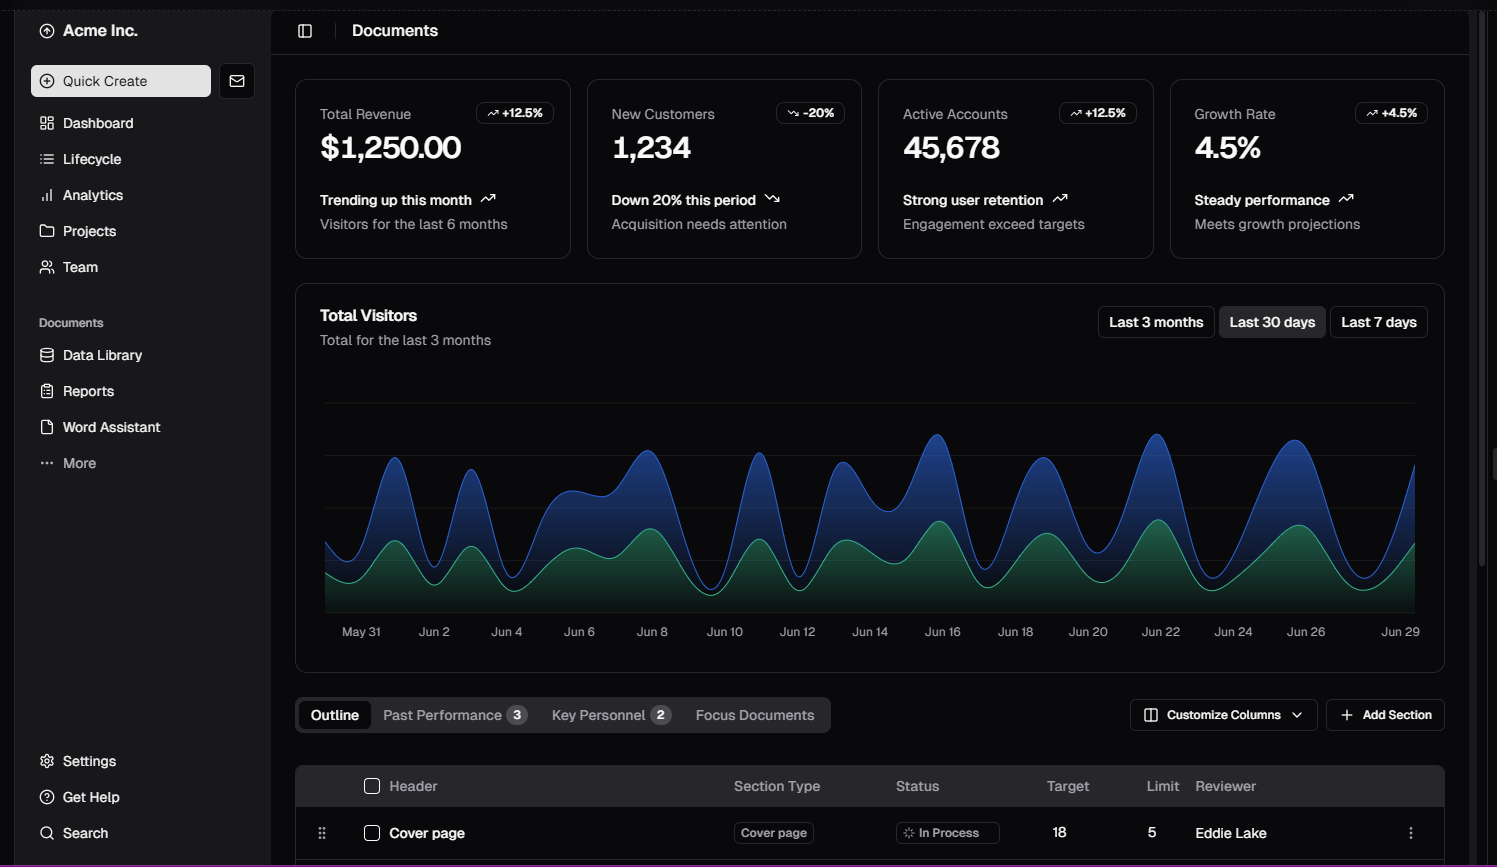 Acme Inc.
Quick Create
Dashboard
Lifecycle
Analytics
Projects
Team
Documents
Data Library
Reports
Word Assistant
More
Settings
Get Help
Search
Documents
Total Revenue
+12.5%
$1,250.00
Trending up this month
Visitors for the last 6 months
New Customers
-20%
1,234
Down 20% this period
Acquisition needs attention
Active Accounts
+12.5%
45,678
Strong user retention
Engagement exceed targets
Growth Rate
+4.5%
4.5%
Steady performance
Meets growth projections
Total Visitors
Total for the last 3 months
Last 3 months
Last 30 days
Last 7 days
May 31
Jun 2
Jun 4
Jun 6
Jun 8
Jun 10
Jun 12
Jun 14
Jun 16
Jun 18
Jun 20
Jun 22
Jun 24
Jun 26
Jun 29
Outline
Past Performance 3
Key Personnel 2
Focus Documents
Customize Columns
Add Section
Header Section Type Status Target Limit Reviewer
Cover page Cover page In Process 18 5 Eddie Lake